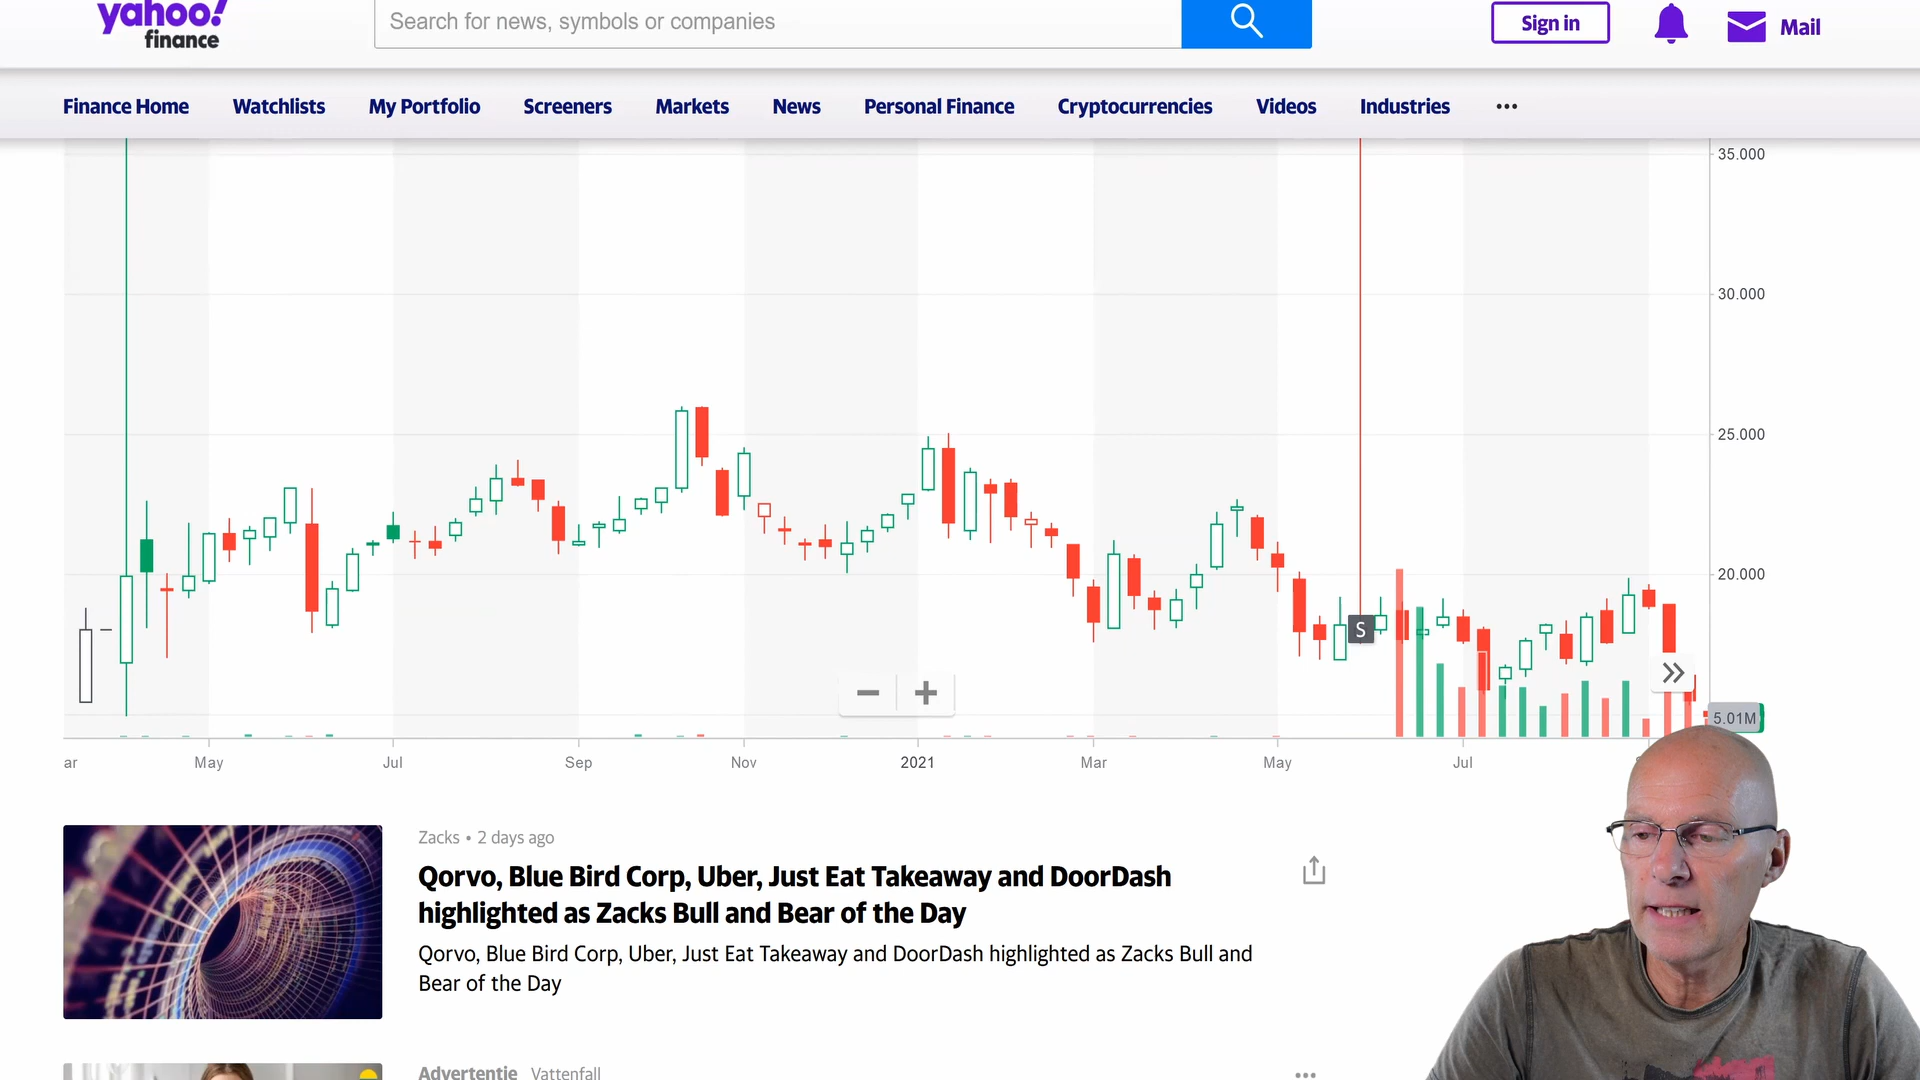 yahoo!
finance
Search for news, symbols or companies
Sign in
Mail
Finance Home Watchlists My Portfolio Screeners Markets News Personal Finance Cryptocurrencies Videos Industries ...
35.000
30.000
25.000
20.000
S
5.01M
ar May Jul Sep Nov 2021 Mar May Jul
Zacks • 2 days ago
Qorvo, Blue Bird Corp, Uber, Just Eat Takeaway and DoorDash
highlighted as Zacks Bull and Bear of the Day
Qorvo, Blue Bird Corp, Uber, Just Eat Takeaway and DoorDash highlighted as Zacks Bull and
Bear of the Day
Advertentie Vattenfall